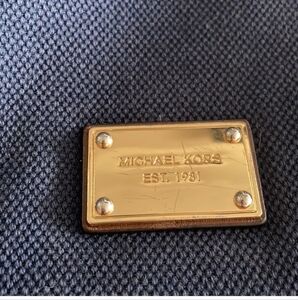 MICHAEL KORS
EST. 1981